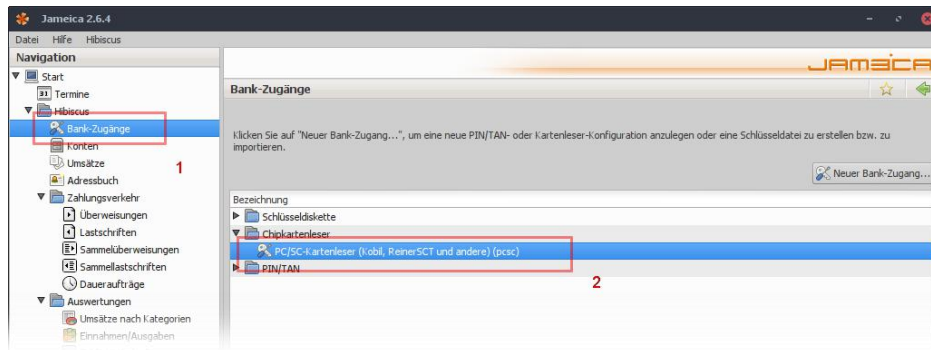 Jameica 2.6.4
Datei Hilfe Hibiscus
Navigation
Start
31 Termine
Hibiscus
Bank-Zugänge
Konten
Umsätze
Adressbuch
Zahlungsverkehr
Überweisungen
Lastschriften
Sammelüberweisungen
Sammellastschriften
Daueraufträge
Auswertungen
Umsätze nach Kategorien
Einnahmen/Ausgaben
1
JAMEICA
Bank-Zugänge
Klicken Sie auf "Neuer Bank-Zugang...", um eine neue PIN/TAN- oder Kartenleser-Konfiguration anzulegen oder eine Schlüsseldatei zu erstellen bzw. zu
importieren.
Neuer Bank-Zugang...
Bezeichnung
Schlüsseldiskette
Chipkartenleser
PC/SC-Kartenleser (Kobil, ReinerSCT und andere) (pcsc)
PIN/TAN
2